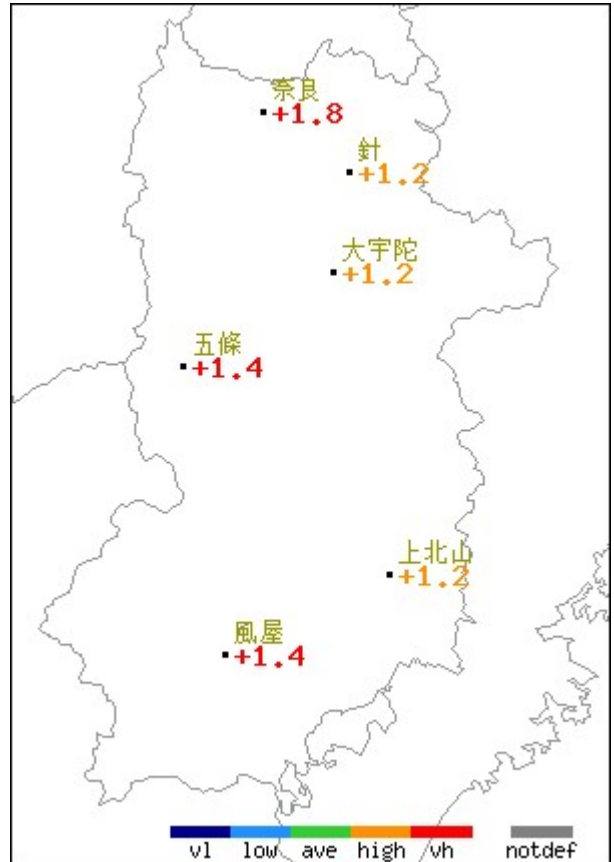 奈良
+1.8
針
+1.2
大宇陀
+1.2
五條
+1.4
上北山
+1.2
風屋
+1.4
vl low ave high vh notdef